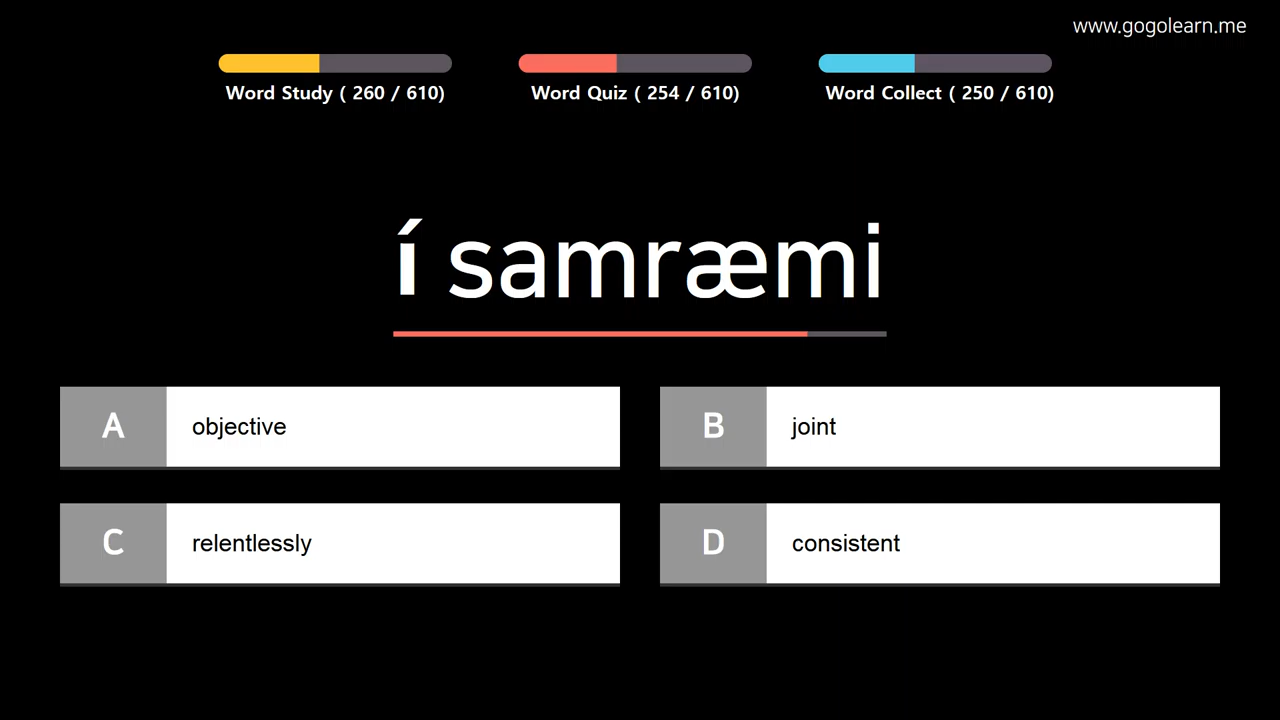 www.gogolearn.me
Word Study ( 260 / 610)
Word Quiz ( 254 / 610)
Word Collect ( 250 / 610)
í samræmi
A objective
B joint
C relentlessly
D consistent